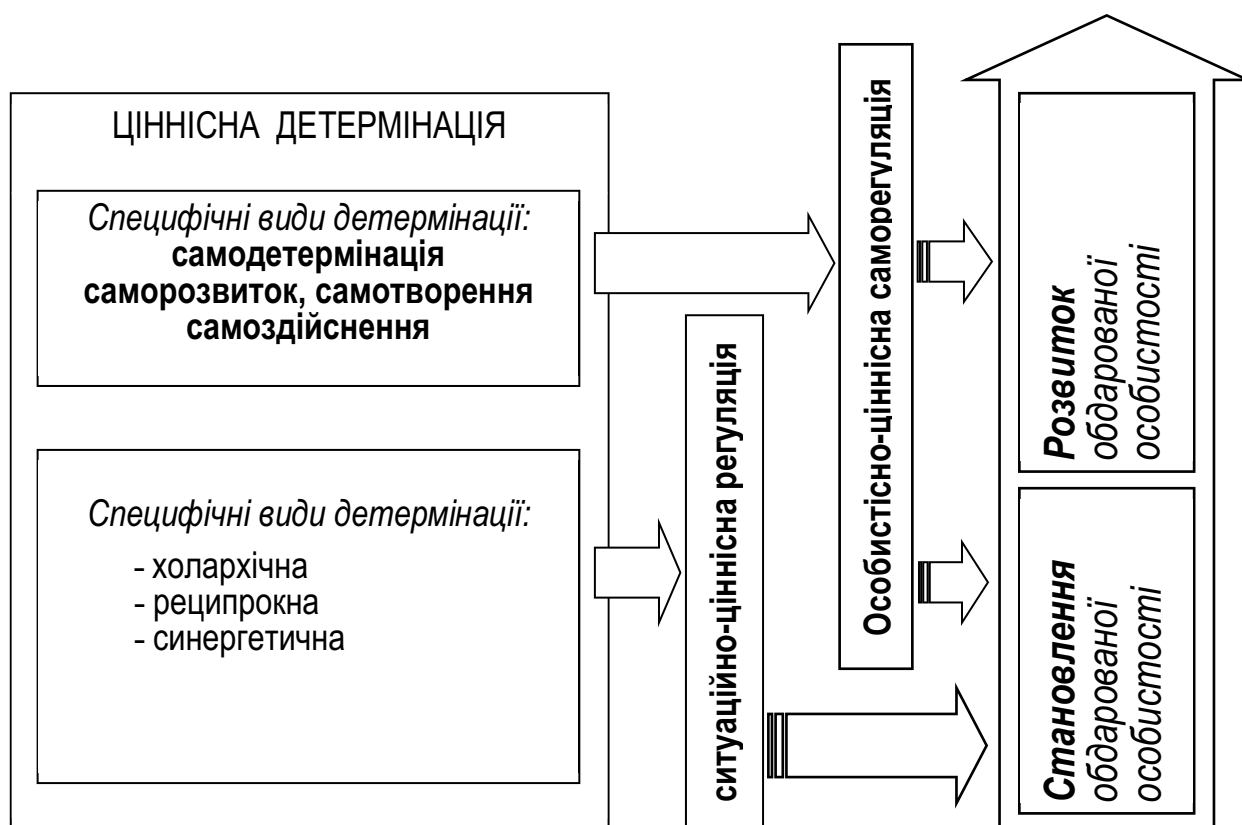 ЦІННІСНА ДЕТЕРМІНАЦІЯ
Специфічні види детермінації:
самодетермінація
саморозвиток, самотворення
самоздійснення
Специфічні види детермінації:
- холархічна
- реципрокна
- синергетична
ситуаційно-ціннісна регуляція
Особистісно-ціннісна саморегуляція
Розвиток
обдарованої
особистості
Становлення
обдарованої
особистості